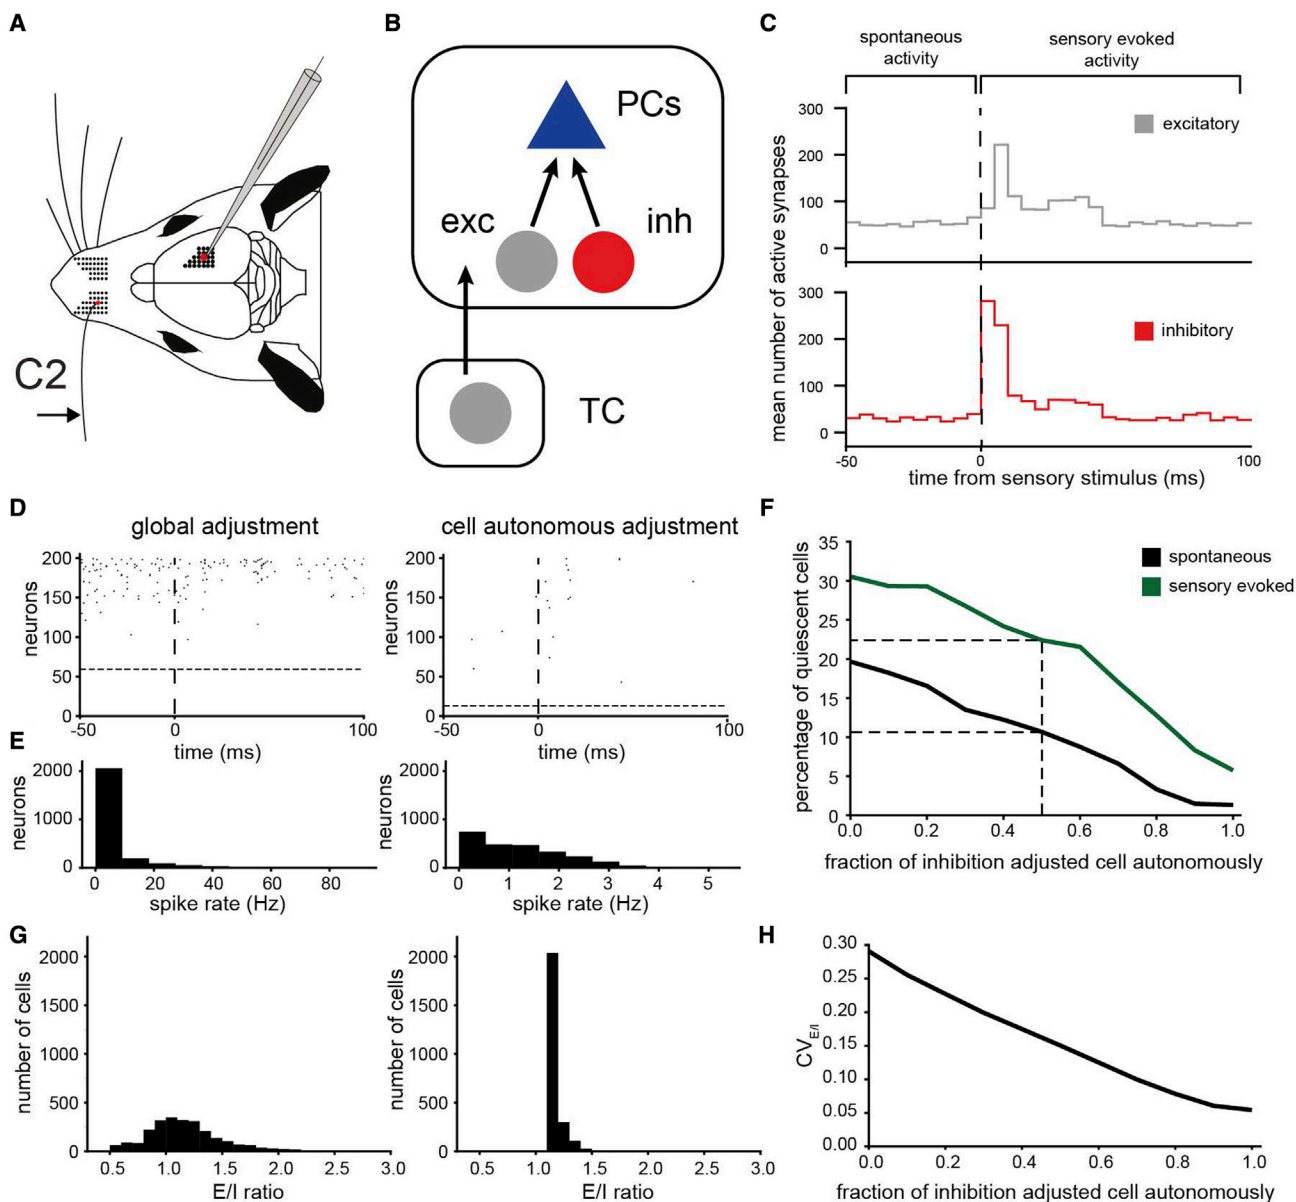 A
C2
B
PCs
exc
inh
TC
C
spontaneous
activity
sensory evoked
activity
mean number of active synapses
300
200
100
0
excitatory
300
200
100
0
inhibitory
-50
0
100
time from sensory stimulus (ms)
D
global adjustment
neurons
200
150
100
50
0
-50
0
100
time (ms)
cell autonomous adjustment
neurons
200
150
100
50
0
-50
0
100
time (ms)
E
neurons
2000
1000
0
0
20
40
60
80
spike rate (Hz)
neurons
2000
1000
0
0
1
2
3
4
5
spike rate (Hz)
F
percentage of quiescent cells
35
30
25
20
15
10
5
0
spontaneous
sensory evoked
0.0
0.2
0.4
0.6
0.8
1.0
fraction of inhibition adjusted cell autonomously
G
number of cells
2000
1500
1000
500
0
0.5
1.0
1.5
2.0
2.5
3.0
E/I ratio
number of cells
2000
1500
1000
500
0
0.5
1.0
1.5
2.0
2.5
3.0
E/I ratio
H
CVE/I
0.30
0.25
0.20
0.15
0.10
0.05
0.00
0.0
0.2
0.4
0.6
0.8
1.0
fraction of inhibition adjusted cell autonomously